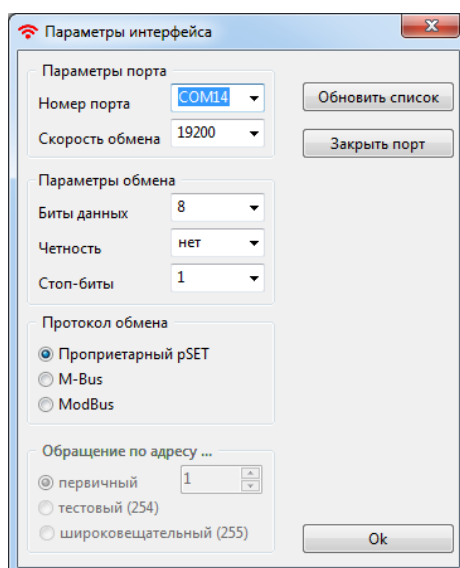 Параметры интерфейса
Параметры порта
Номер порта COM14 Обновить список
Скорость обмена 19200 Закрыть порт
Параметры обмена
Биты данных 8
Четность нет
Стоп-биты 1
Протокол обмена
Проприетарный pSET
M-Bus
ModBus
Обращение по адресу ...
первичный 1
тестовый (254)
широковещательный (255)
Ok